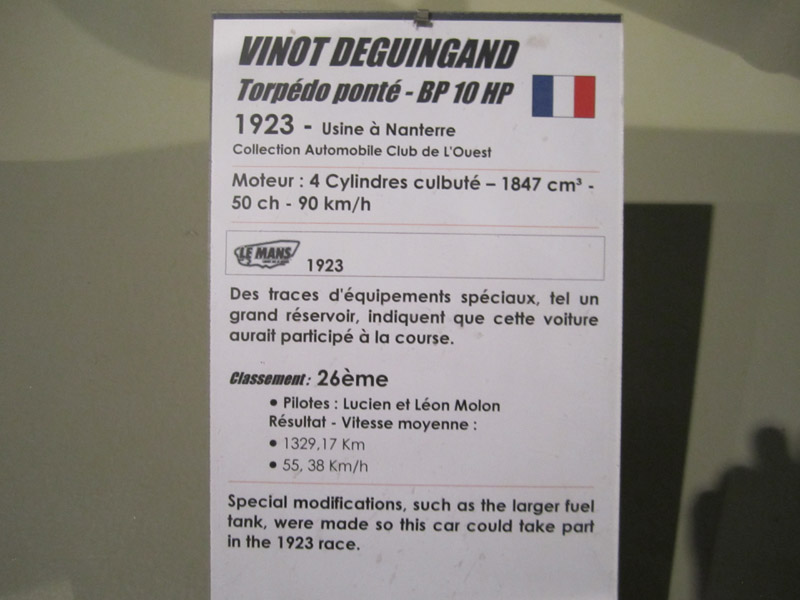 VINOT DEGUINGAND
Torpédo ponté - BP 10 HP
1923 - Usine à Nanterre
Collection Automobile Club de L'Ouest
Moteur : 4 Cylindres culbuté – 1847 cm³ -
50 ch - 90 km/h
LE MANS
1923
Des traces d'équipements spéciaux, tel un
grand réservoir, indiquent que cette voiture
aurait participé à la course.
Classement : 26ème
• Pilotes : Lucien et Léon Molon
Résultat - Vitesse moyenne :
• 1329,17 Km
• 55, 38 Km/h
Special modifications, such as the larger fuel
tank, were made so this car could take part
in the 1923 race.